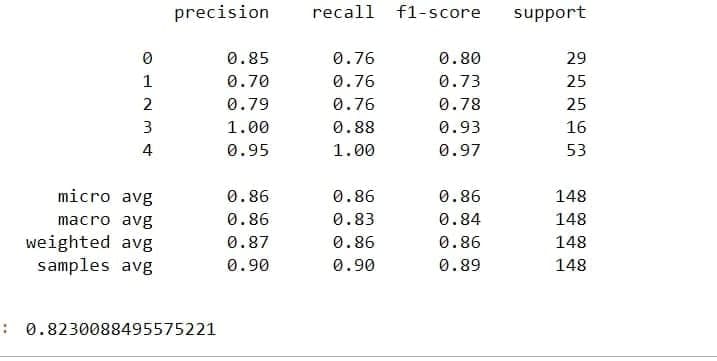 precision recall f1-score support
0 0.85 0.76 0.80 29
1 0.70 0.76 0.73 25
2 0.79 0.76 0.78 25
3 1.00 0.88 0.93 16
4 0.95 1.00 0.97 53
micro avg 0.86 0.86 0.86 148
macro avg 0.86 0.83 0.84 148
weighted avg 0.87 0.86 0.86 148
samples avg 0.90 0.90 0.89 148
: 0.8230088495575221